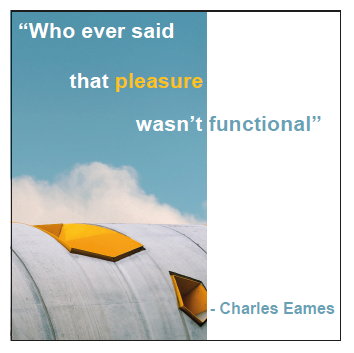 “Who ever said
that pleasure
wasn’t functional”
- Charles Eames